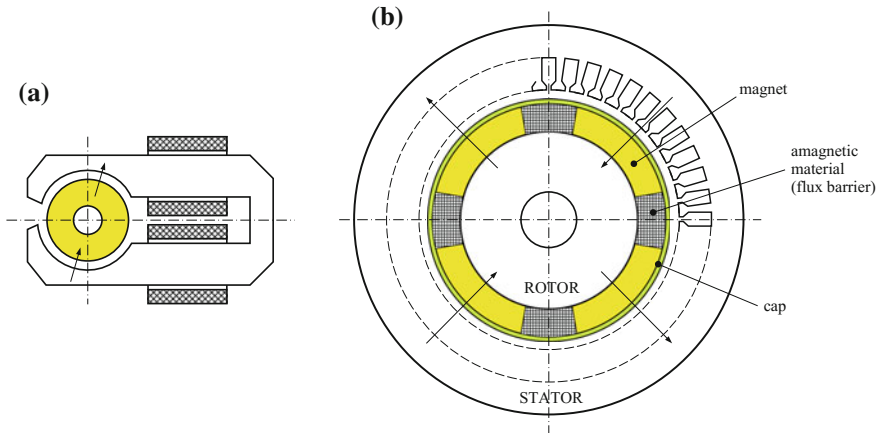 (a)
(b)
magnet
amagnetic
material
(flux barrier)
cap
ROTOR
STATOR